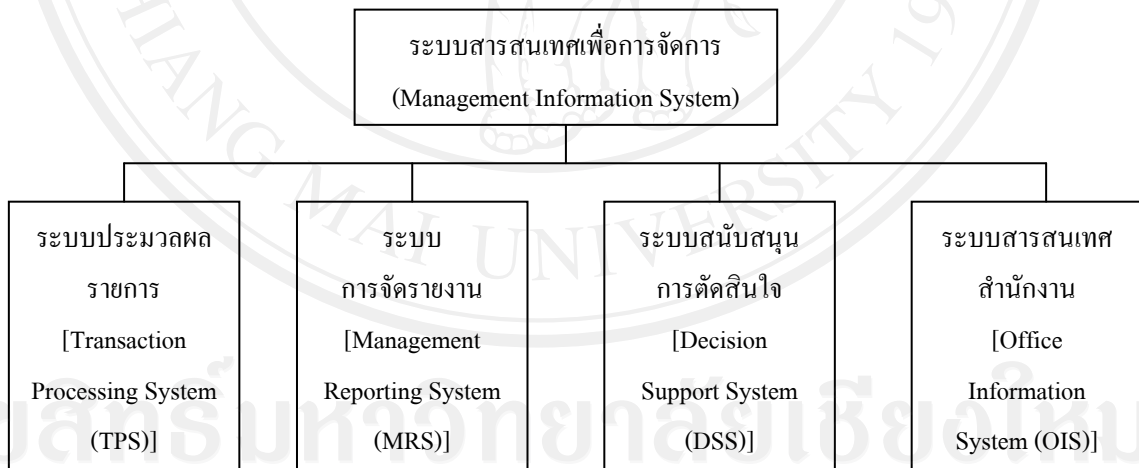 ระบบสารสนเทศเพื่อการจัดการ
(Management Information System)
ระบบประมวลผล
รายการ
[Transaction
Processing System
(TPS)]
ระบบ
การจัดรายงาน
[Management
Reporting System
(MRS)]
ระบบสนับสนุน
การตัดสินใจ
[Decision
Support System
(DSS)]
ระบบสารสนเทศ
สำนักงาน
[Office
Information
System (OIS)]
MAI UNIVERSITY